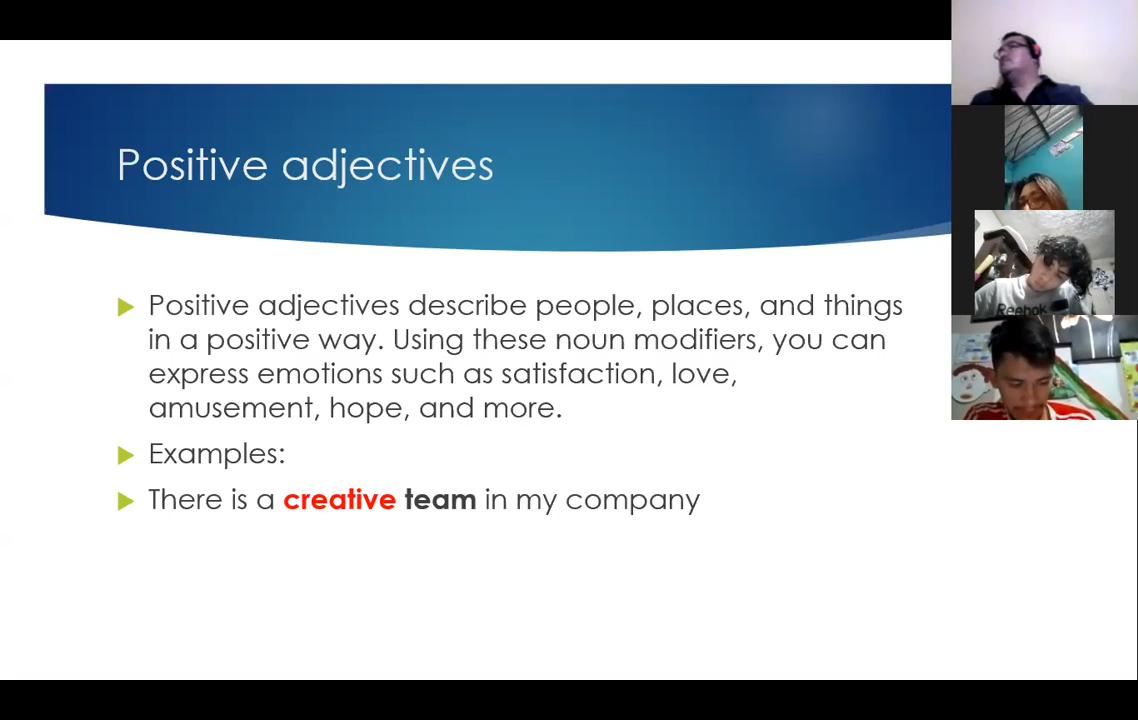 Positive adjectives
Positive adjectives describe people, places, and things
in a positive way. Using these noun modifiers, you can
express emotions such as satisfaction, love,
amusement, hope, and more.
Examples:
There is a creative team in my company
Reebok